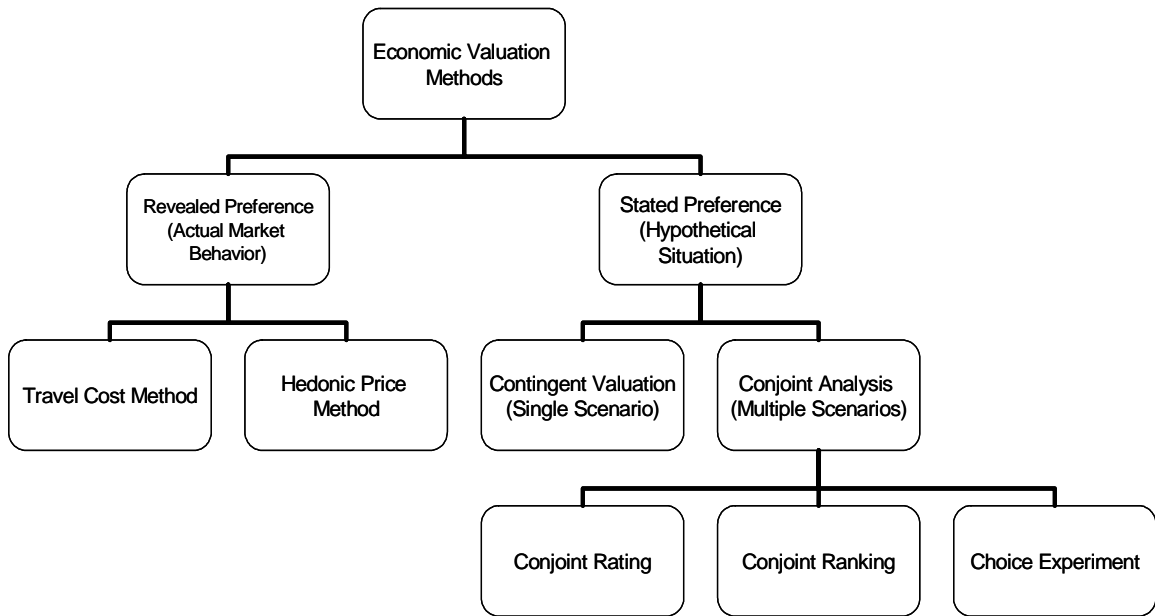 Economic Valuation
Methods
Revealed Preference
(Actual Market
Behavior)
Stated Preference
(Hypothetical
Situation)
Travel Cost Method
Hedonic Price
Method
Contingent Valuation
(Single Scenario)
Conjoint Analysis
(Multiple Scenarios)
Conjoint Rating
Conjoint Ranking
Choice Experiment